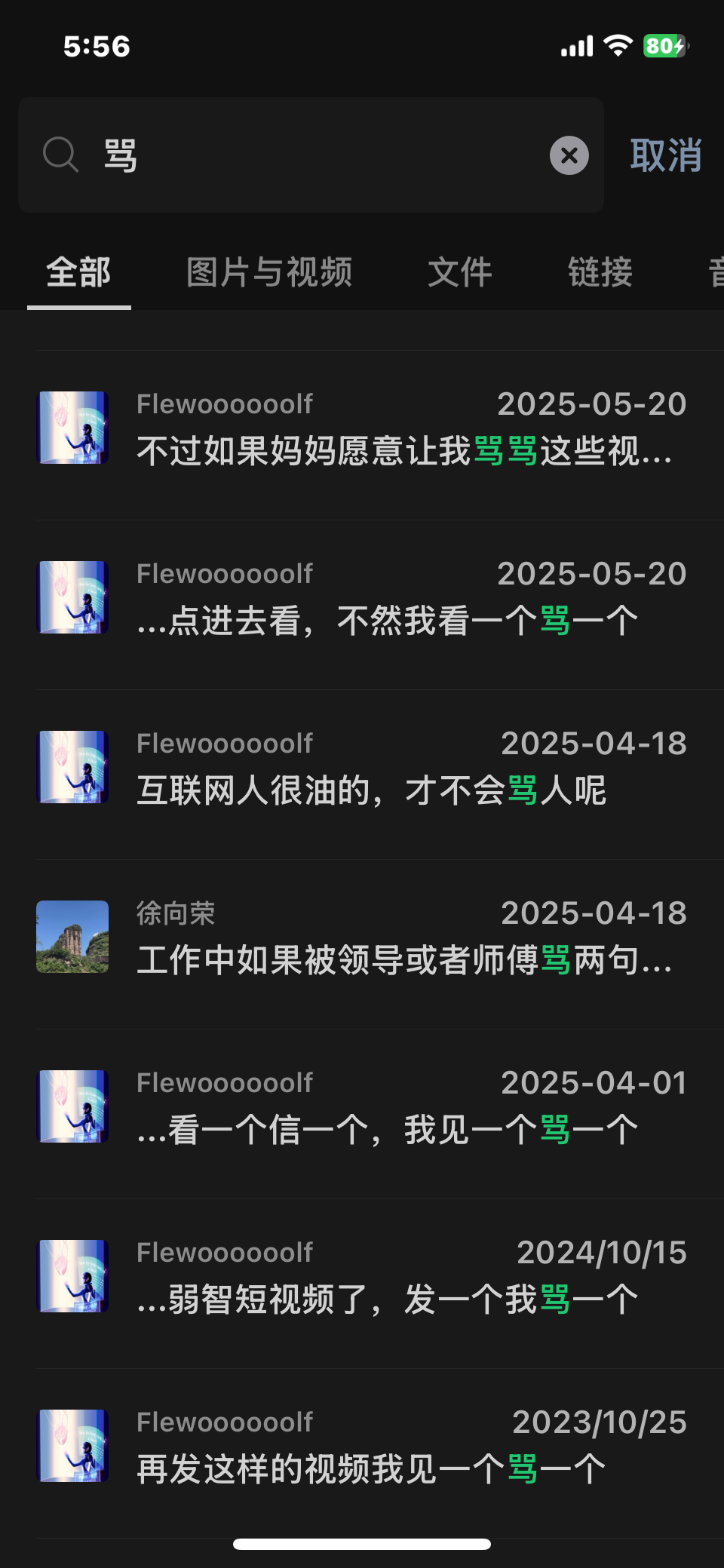 5:56
80
骂
取消
全部 图片与视频 文件 链接 音
Flewoooooolf 2025-05-20
不过如果妈妈愿意让我骂骂这些视...
Flewoooooolf 2025-05-20
...点进去看，不然我看一个骂一个
Flewoooooolf 2025-04-18
互联网人很油的，才不会骂人呢
徐向荣 2025-04-18
工作中如果被领导或者师傅骂两句...
Flewoooooolf 2025-04-01
...看一个信一个，我见一个骂一个
Flewoooooolf 2024/10/15
...弱智短视频了，发一个我骂一个
Flewoooooolf 2023/10/25
再发这样的视频我见一个骂一个